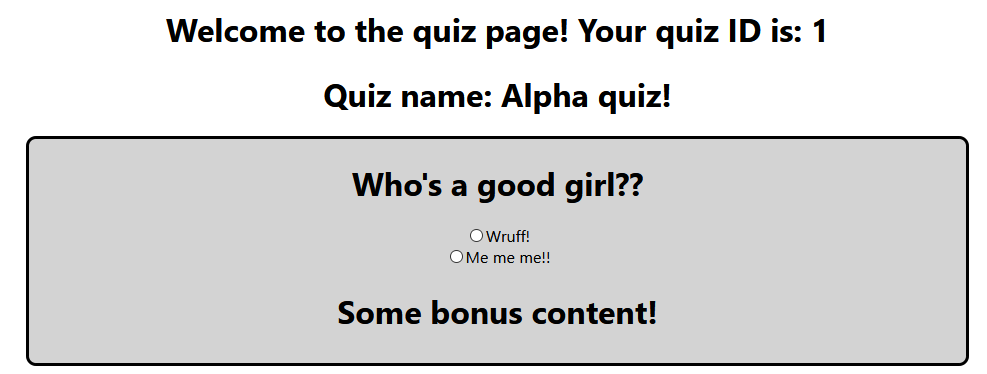 Welcome to the quiz page! Your quiz ID is: 1
Quiz name: Alpha quiz!
Who's a good girl??
Wruff!
Me me me!!
Some bonus content!